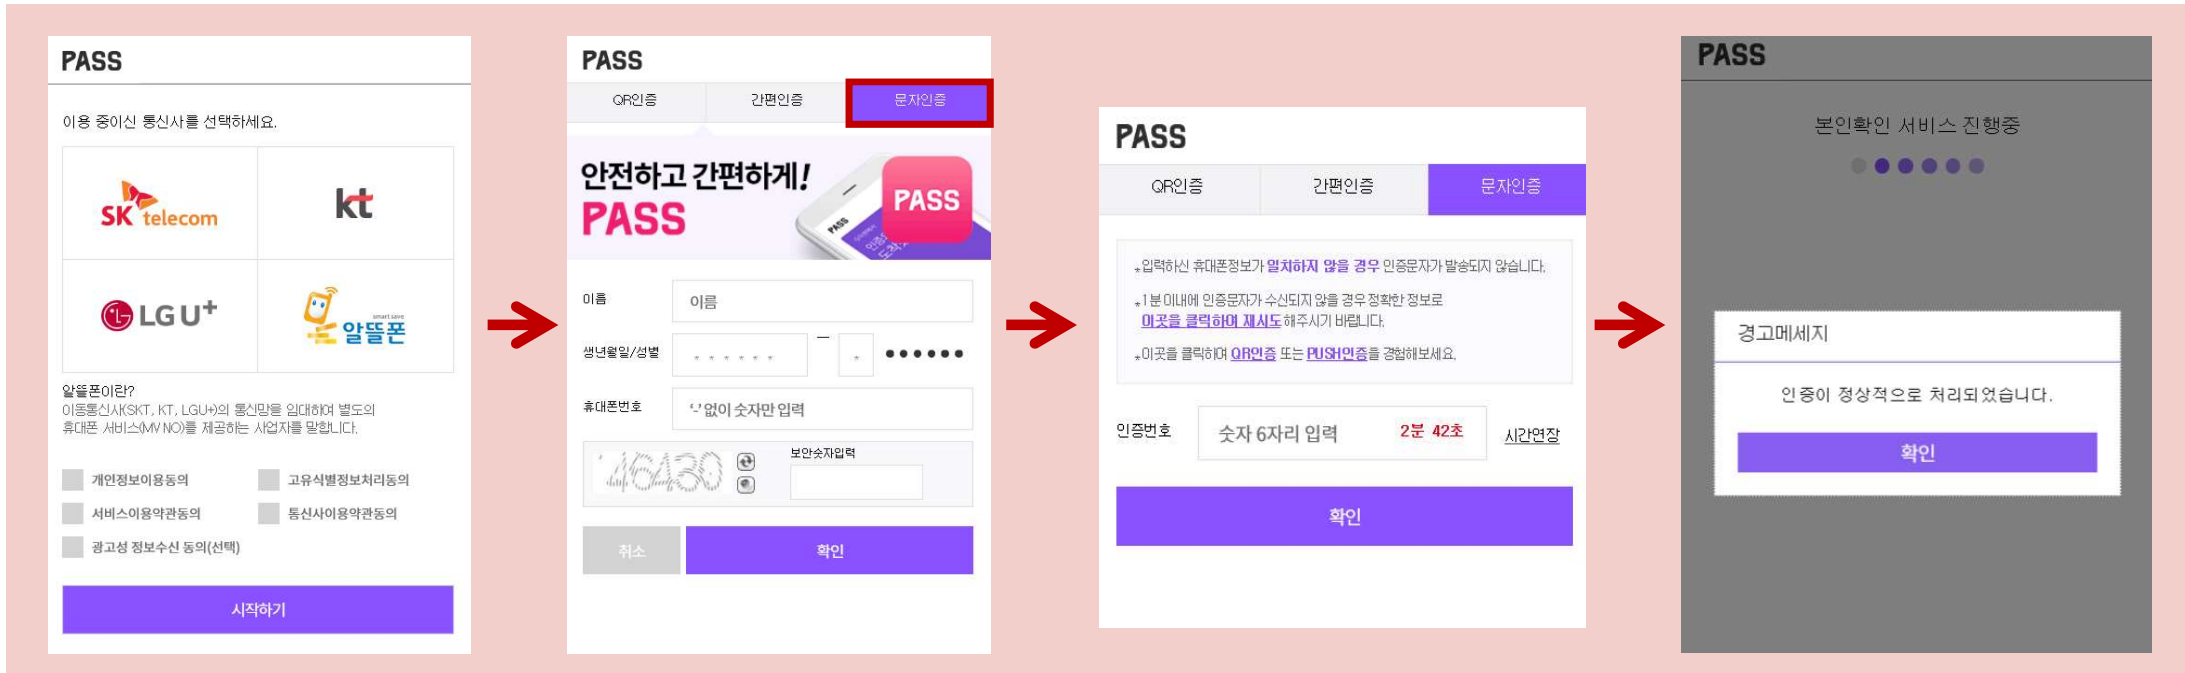 PASS
이용 중이신 통신사를 선택하세요.
SK telecom
kt
LG U+
smart save
알뜰폰
알뜰폰이란?
이동통신사(SKT, KT, LGU+)의 통신망을 임대하여 별도의
휴대폰 서비스(MVNO)를 제공하는 사업자를 말합니다.
개인정보이용동의
고유식별정보처리동의
서비스이용약관동의
통신사이용약관동의
광고성 정보수신 동의(선택)
시작하기
PASS
QR인증
간편인증
문자인증
안전하고 간편하게!
PASS
PASS
PASS
PASS
이름
이름
생년월일/성별
휴대폰번호
'-' 없이 숫자만 입력
46430
보안숫자입력
취소
확인
PASS
QR인증
간편인증
문자인증
*입력하신 휴대폰정보가 일치하지 않을 경우 인증문자가 발송되지 않습니다.
*1분 이내에 인증문자가 수신되지 않을 경우 정확한 정보로
이곳을 클릭하여 재시도 해주시기 바랍니다.
*이곳을 클릭하여 QR인증 또는 PUSH인증을 경험해보세요.
인증번호
숫자 6자리 입력
2분 42초
시간연장
확인
PASS
본인확인 서비스 진행중
경고메세지
인증이 정상적으로 처리되었습니다.
확인